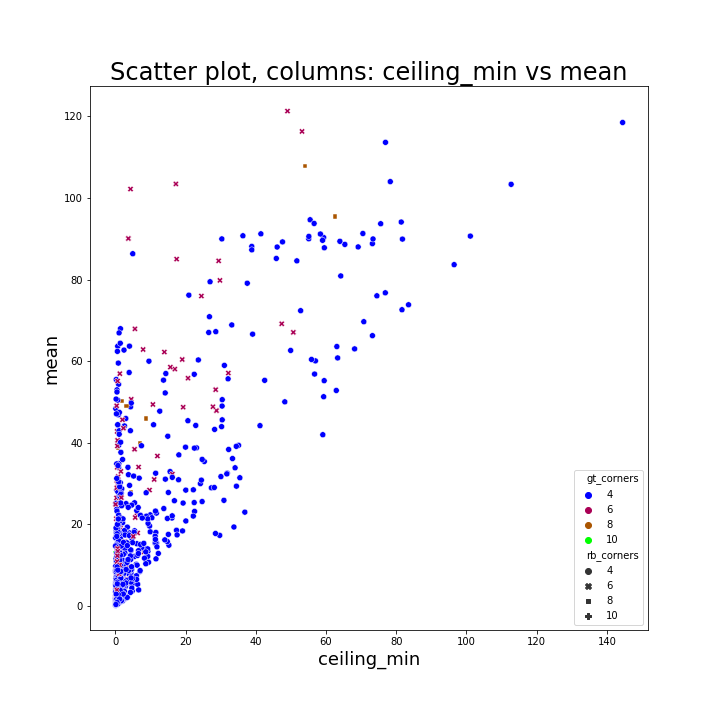 Scatter plot, columns: ceiling_min vs mean
mean
120
100
80
60
40
20
0
0 20 40 60 80 100 120 140
ceiling_min
gt_corners
4
6
8
10
rb_corners
4
6
8
10